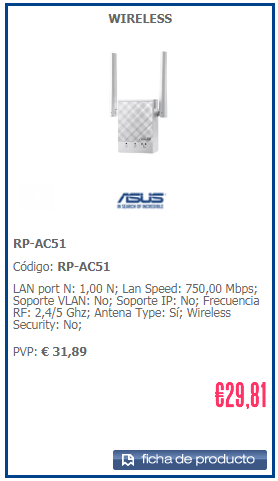 WIRELESS
ASUS
IN SEARCH OF INCREDIBLE
RP-AC51
Código: RP-AC51
LAN port N: 1,00 N; Lan Speed: 750,00 Mbps;
Soporte VLAN: No; Soporte IP: No; Frecuencia
RF: 2,4/5 Ghz; Antena Type: Sí; Wireless
Security: No;
PVP: € 31,89
€29,81
ficha de producto